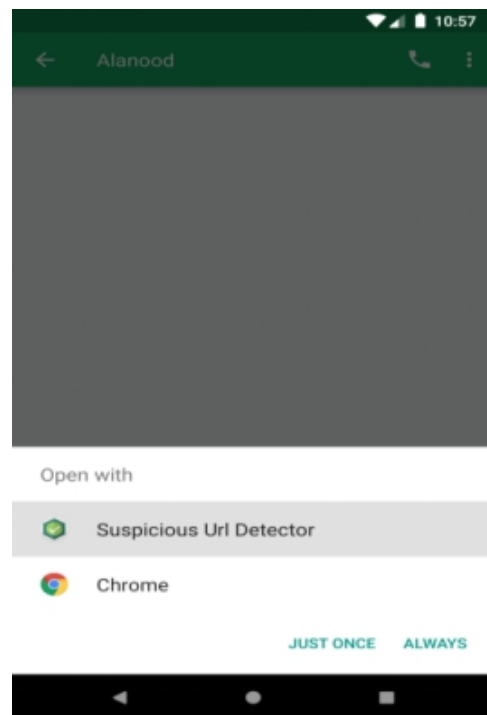 10:57
Alanood
Open with
Suspicious Url Detector
Chrome
JUST ONCE ALWAYS